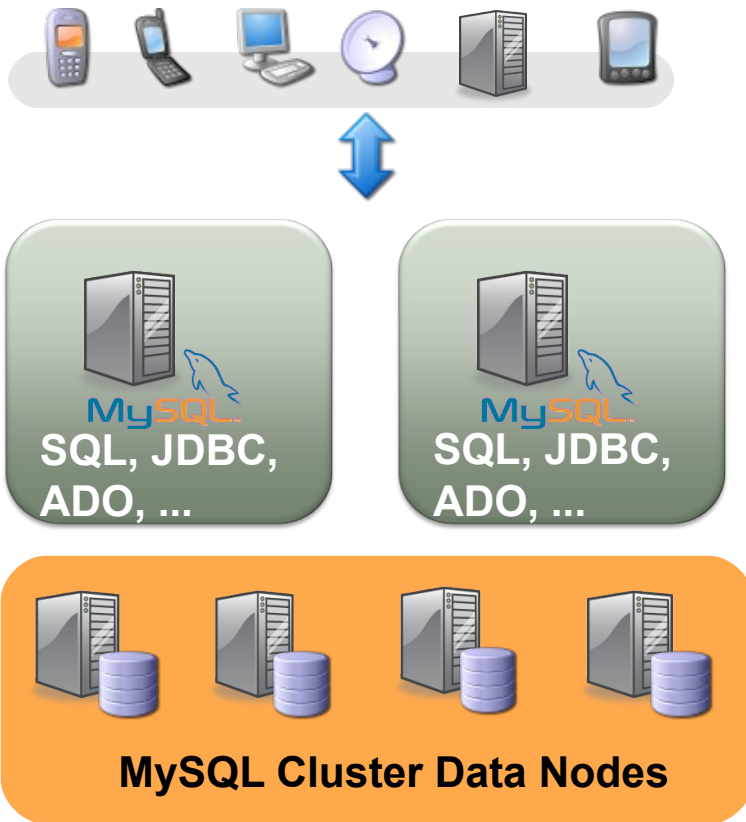 MySQL
SQL, JDBC,
ADO, ...
MySQL
SQL, JDBC,
ADO, ...
MySQL Cluster Data Nodes